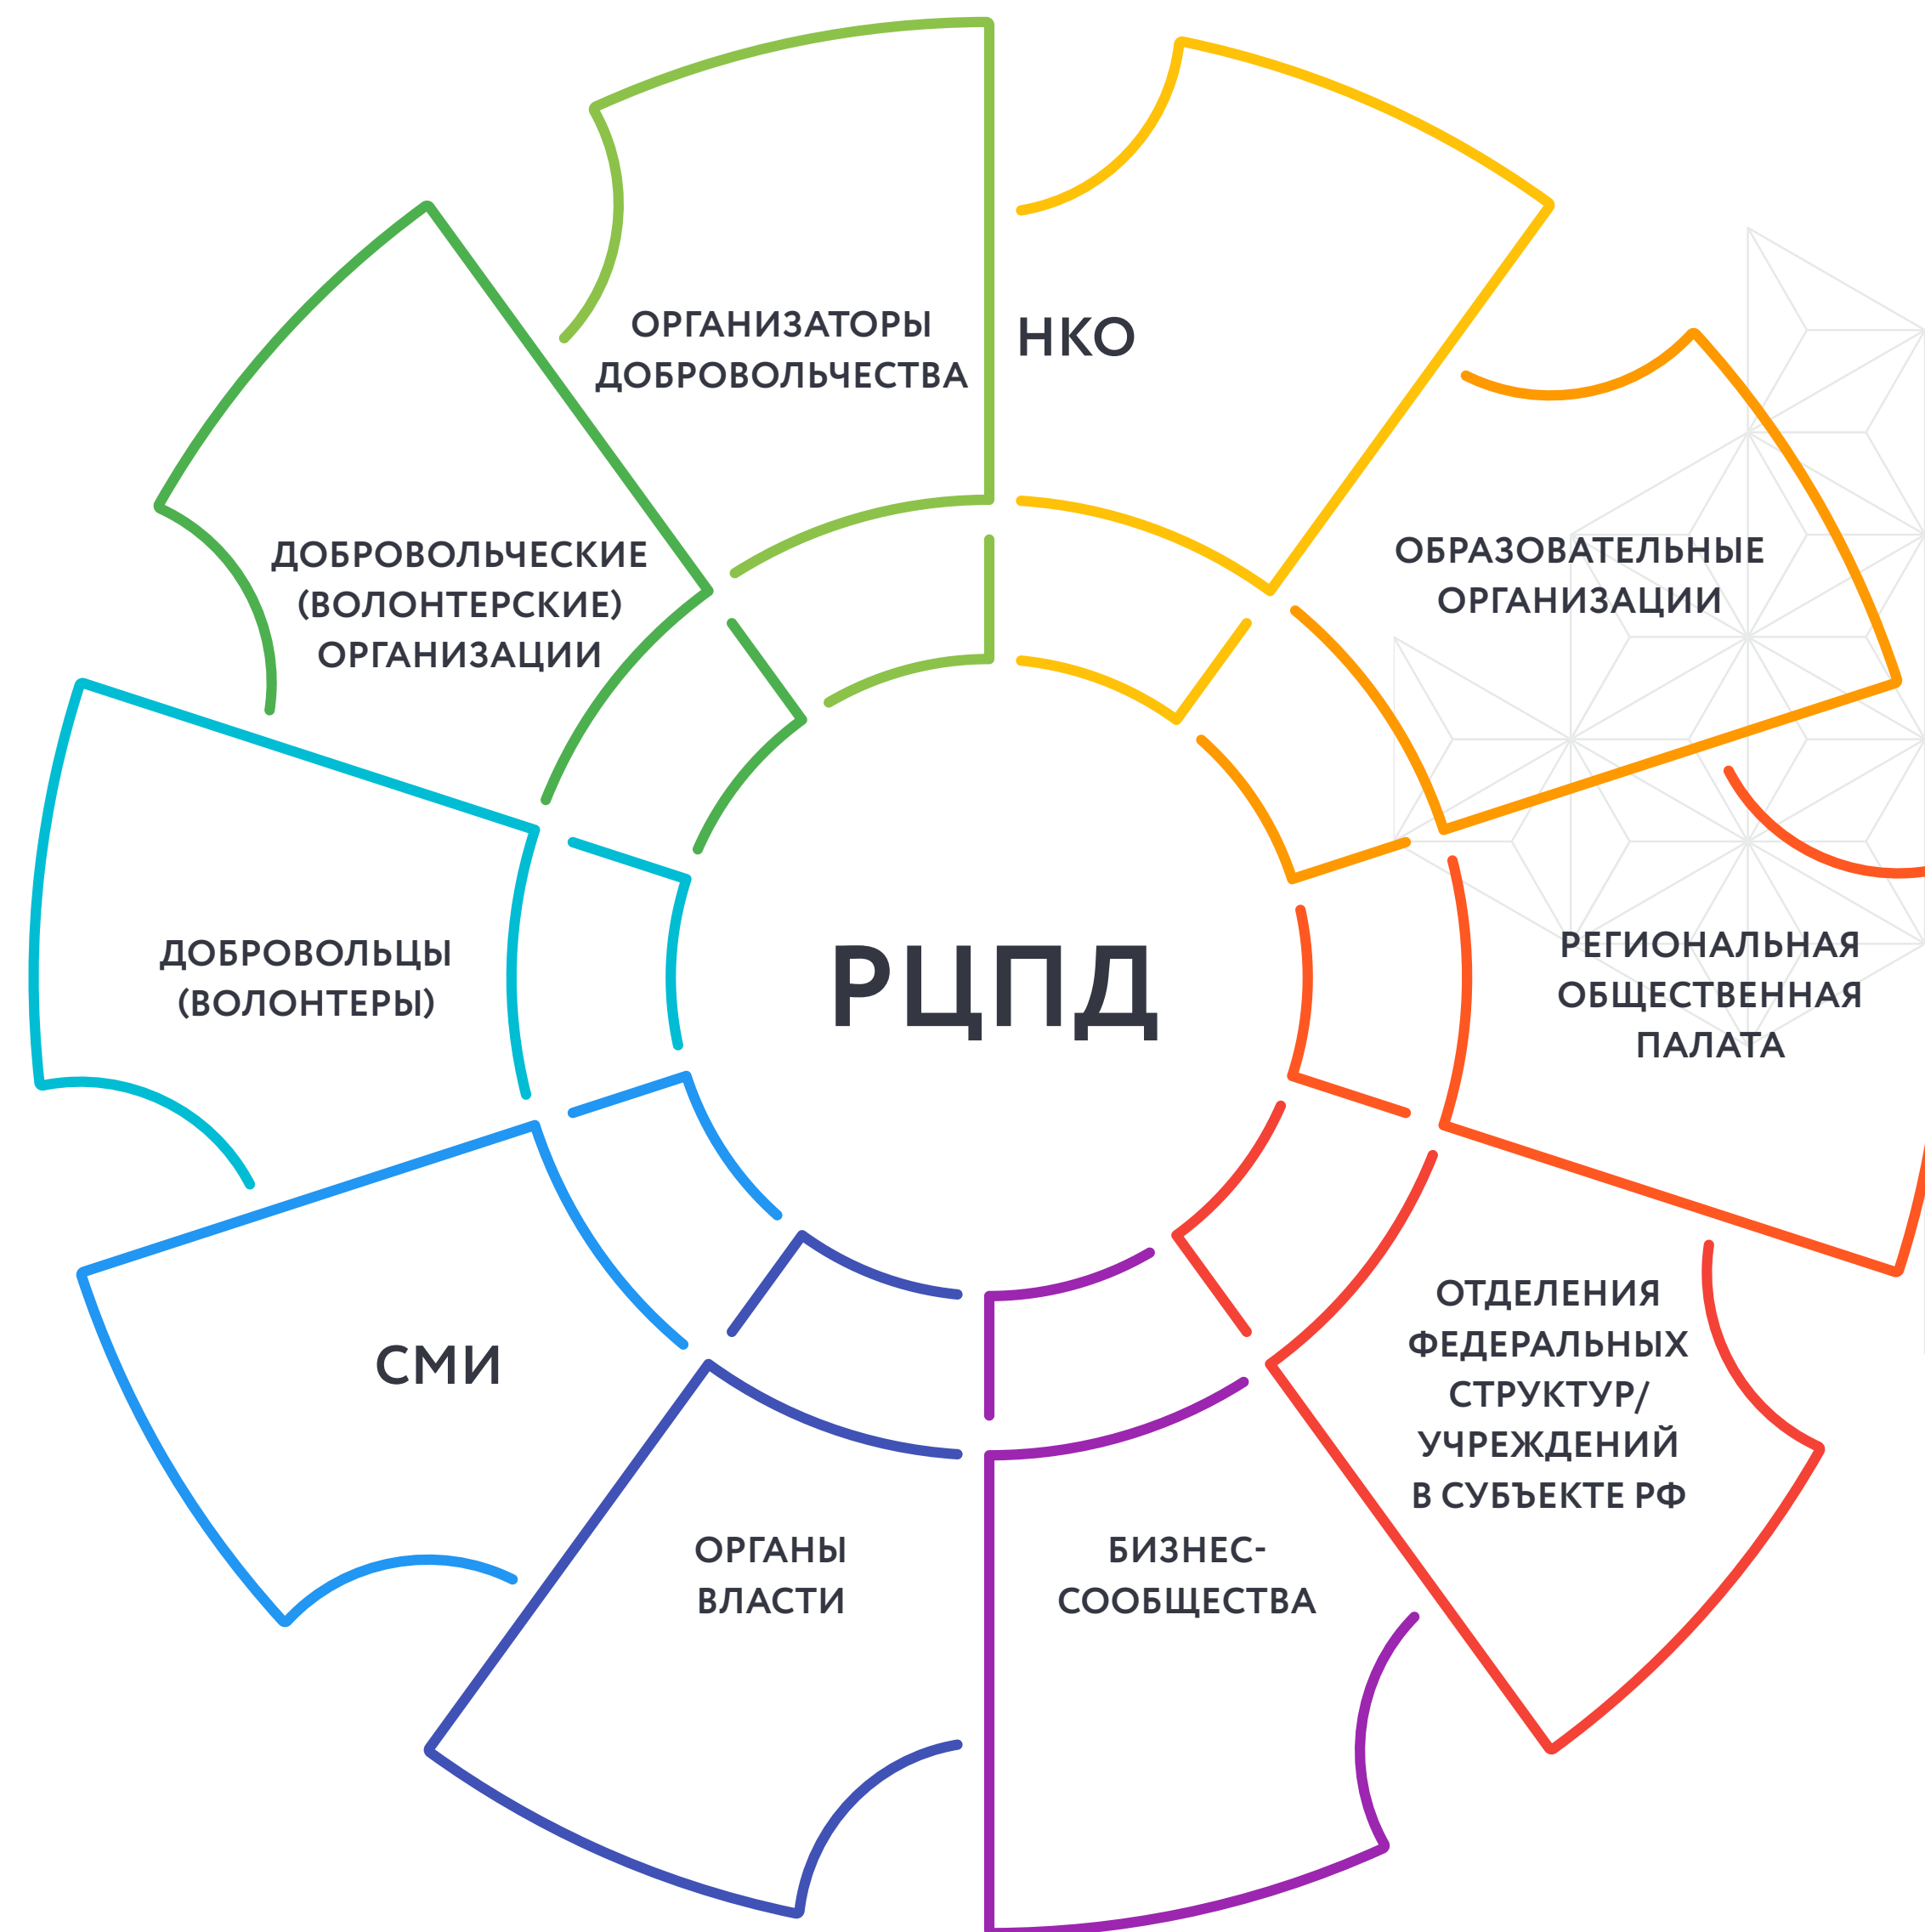 ОРГАНИЗАТОРЫ
ДОБРОВОЛЬЧЕСТВА
НКО
ОБРАЗОВАТЕЛЬНЫЕ
ОРГАНИЗАЦИИ
ДОБРОВОЛЬЧЕСКИЕ
(ВОЛОНТЕРСКИЕ)
ОРГАНИЗАЦИИ
ДОБРОВОЛЬЦЫ
(ВОЛОНТЕРЫ)
РЦПД
РЕГИОНАЛЬНАЯ
ОБЩЕСТВЕННАЯ
ПАЛАТА
СМИ
ОТДЕЛЕНИЯ
ФЕДЕРАЛЬНЫХ
СТРУКТУР/
УЧРЕЖДЕНИЙ
В СУБЪЕКТЕ РФ
ОРГАНЫ
ВЛАСТИ
БИЗНЕС-
СООБЩЕСТВА